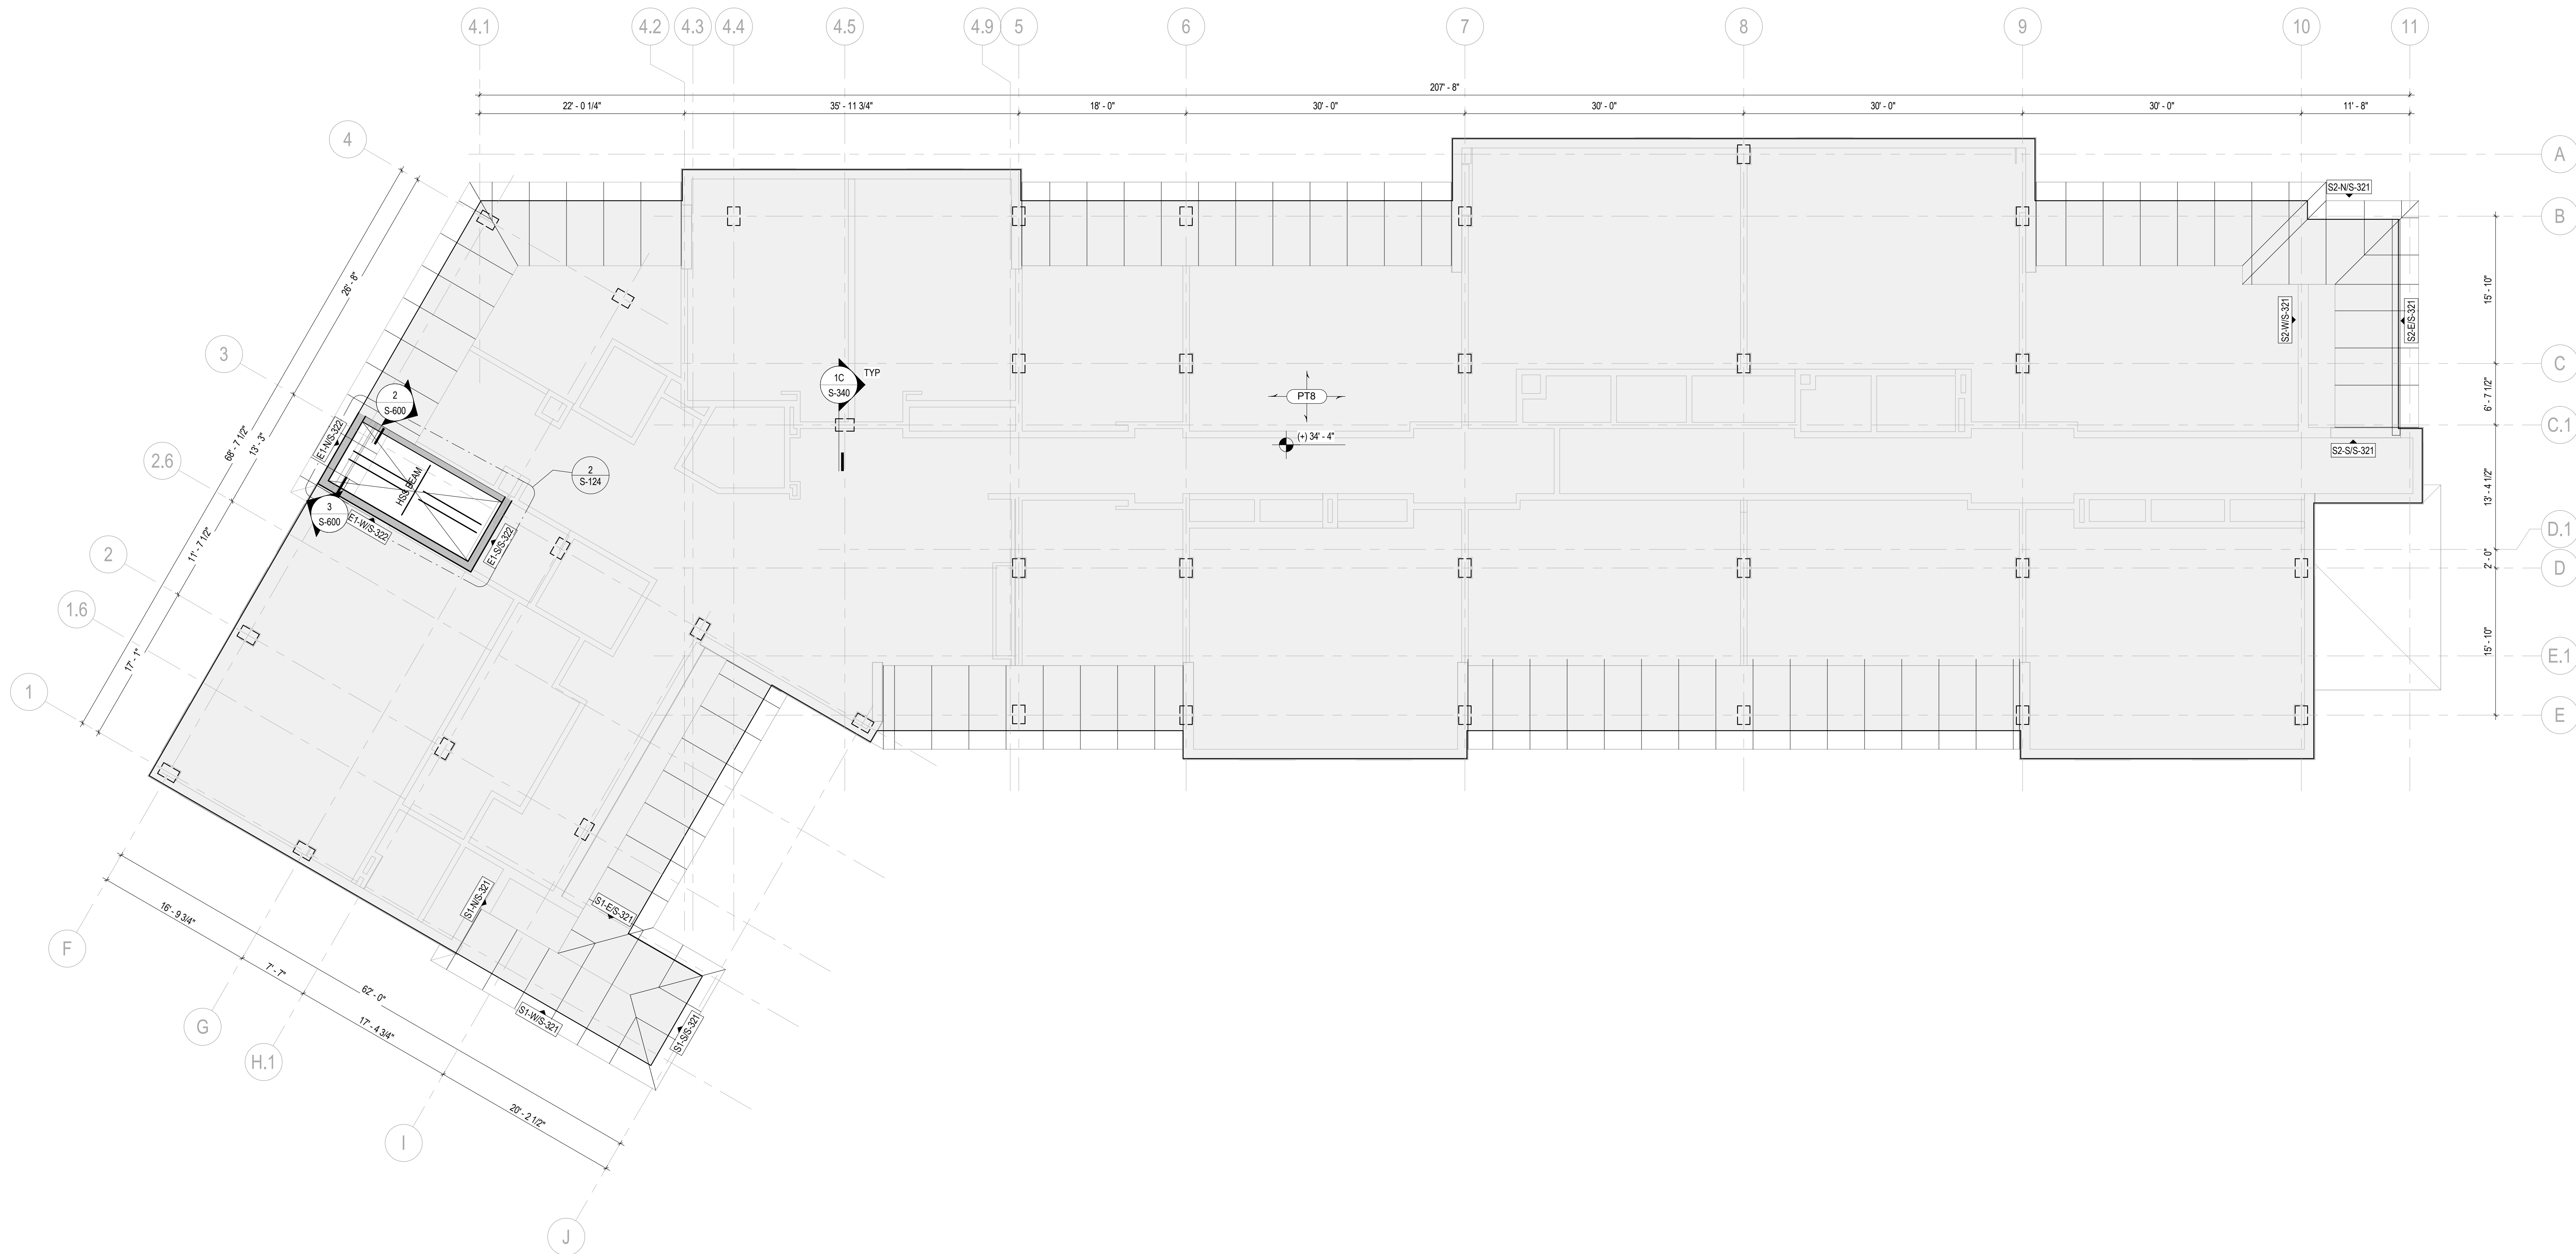 4.1
4.2
4.3
4.4
4.5
4.9
5
6
7
8
9
10
11
207' - 8"
22' - 0 1/4"
35' - 11 3/4"
18' - 0"
30' - 0"
30' - 0"
30' - 0"
30' - 0"
11' - 8"
4
A
S2-N/S-321
B
26' - 8"
15' - 10"
S2-W/S-321
S2-E/S-321
3
C
1C
S-340
TYP
PT8
2
S-600
6' - 7 1/2"
C.1
(+) 34' - 4"
E1-N/S-322
68' - 7 1/2"
13' - 3"
S2-S/S-321
2.6
2
S-124
HSS BEAM
13' - 4 1/2"
3
S-600
E1-W/S-322
E1-S/S-322
D.1
2' - 0"
D
11' - 7 1/2"
2
1.6
15' - 10"
E.1
17' - 1"
1
E
S1-N/S-321
S1-E/S-321
16' - 9 3/4"
F
7' - 7"
62' - 0"
S1-W/S-321
S1-S/S-321
G
17' - 4 3/4"
H.1
20' - 2 1/2"
I
J